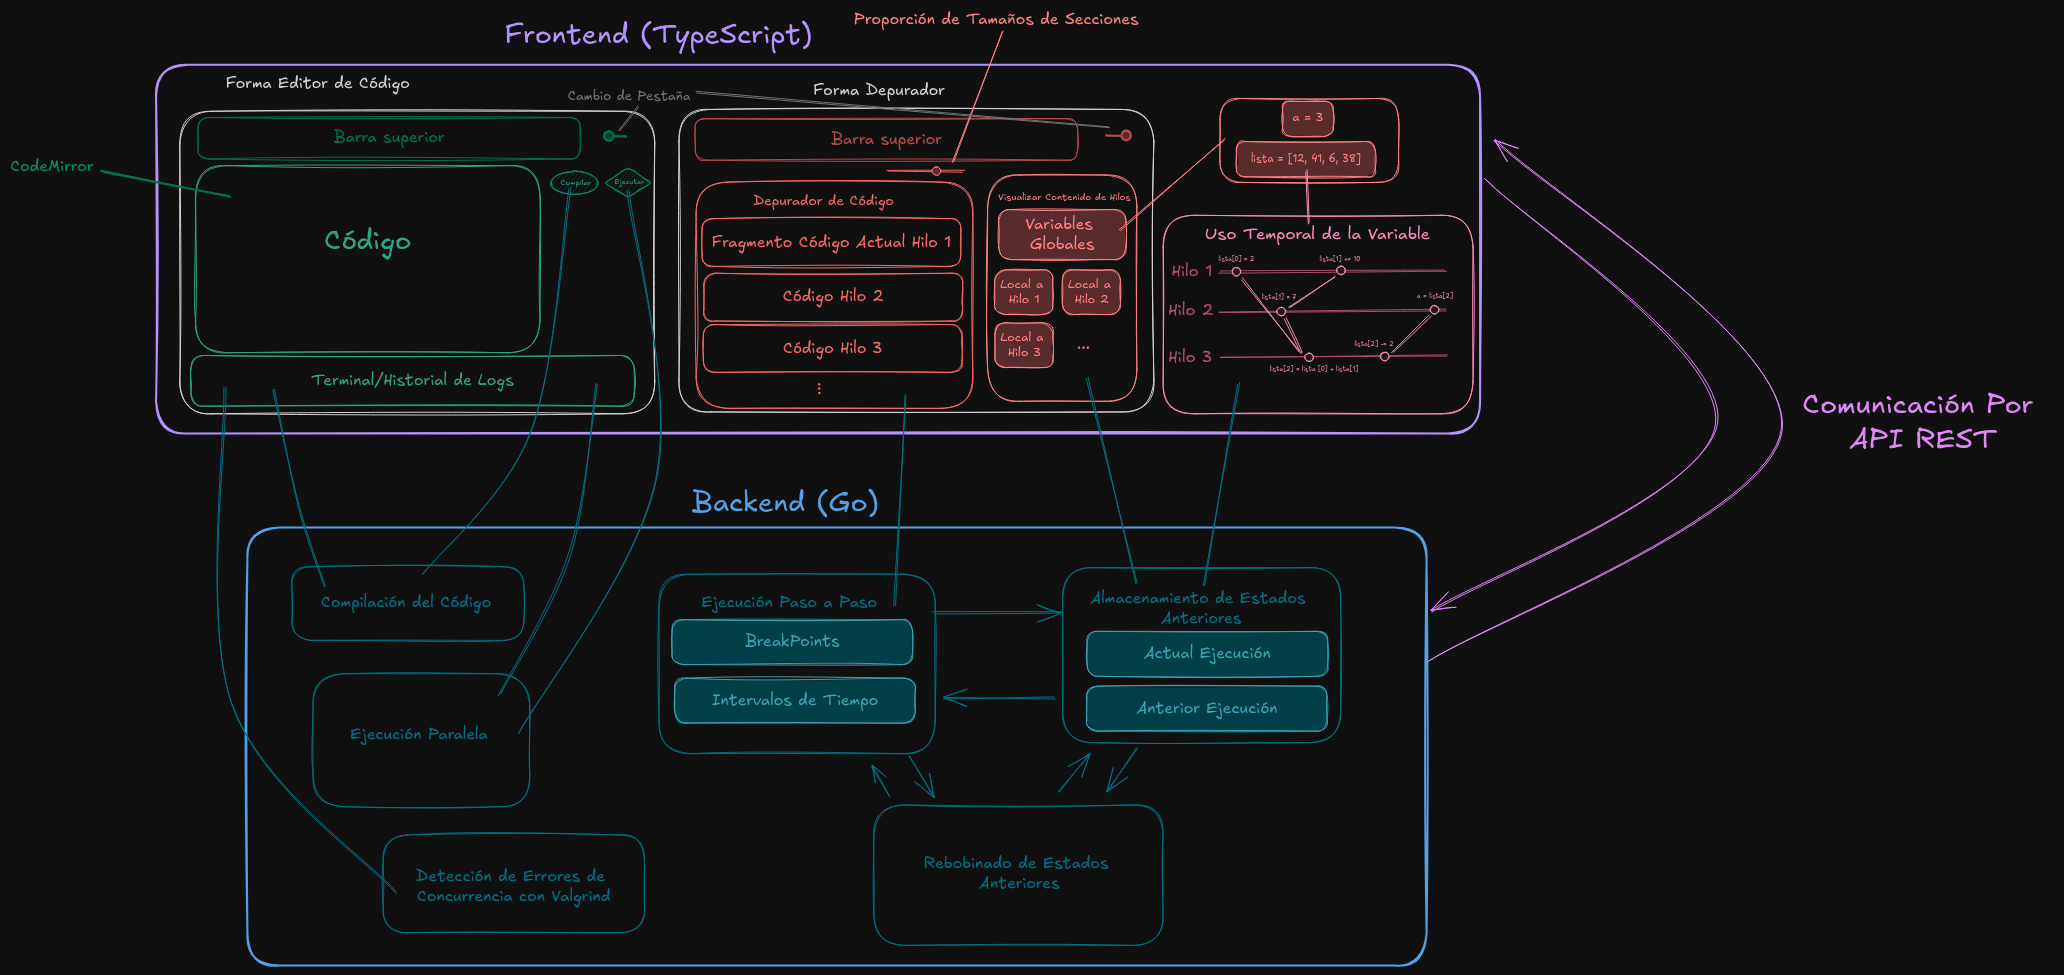 Proporción de Tamaños de Secciones
Frontend (TypeScript)
Forma Editor de Código
Cambio de Pestaña
Forma Depurador
CodeMirror
Barra superior
Compilar
Ejecutar
Código
Terminal/Historial de Logs
Barra superior
Depurador de Código
Fragmento Código Actual Hilo 1
Código Hilo 2
Código Hilo 3
⋮
Visualizar Contenido de Hilos
Variables
Globales
Local a
Hilo 1
Local a
Hilo 2
Local a
Hilo 3
...
a = 3
lista = [12, 41, 6, 38]
Uso Temporal de la Variable
Hilo 1
lista[0] = 2
lista[1] += 10
Hilo 2
lista[1] = 7
a = lista[2]
Hilo 3
lista[2] = lista [0] + lista[1]
Comunicación Por
API REST
Backend (Go)
Compilación del Código
Ejecución Paralela
Detección de Errores de
Concurrencia con Valgrind
Ejecución Paso a Paso
BreakPoints
Intervalos de Tiempo
Almacenamiento de Estados
Anteriores
Actual Ejecución
Anterior Ejecución
Rebobinado de Estados
Anteriores